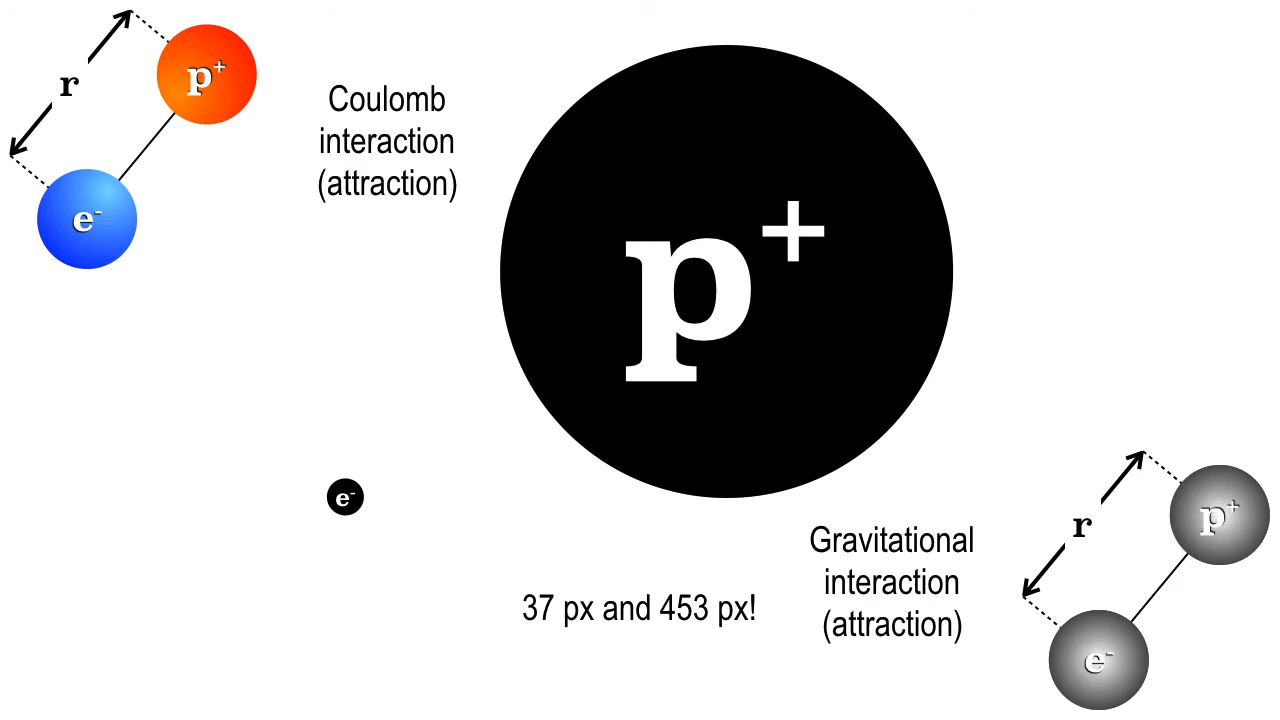 r
p⁺
e⁻
Coulomb
interaction
(attraction)
p⁺
e⁻
37 px and 453 px!
Gravitational
interaction
(attraction)
r
p⁺
e⁻